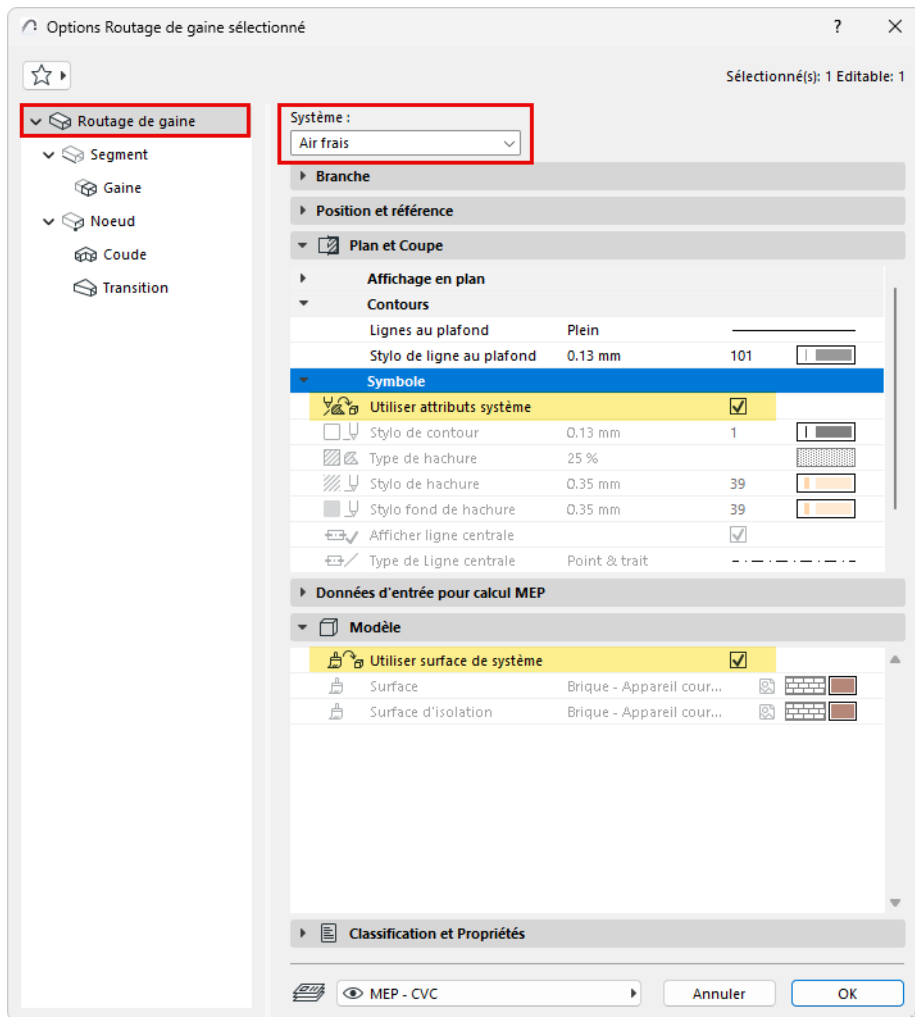 Options Routage de gaine sélectionné ?
Sélectionné(s): 1 Editable: 1
Routage de gaine
Segment
Gaine
Noeud
Coude
Transition
Système :
Air frais
Branche
Position et référence
Plan et Coupe
Affichage en plan
Contours
Lignes au plafond Plein
Stylo de ligne au plafond 0.13 mm 101
Symbole
Utiliser attributs système
Stylo de contour 0.13 mm 1
Type de hachure 25 %
Stylo de hachure 0.35 mm 39
Stylo fond de hachure 0.35 mm 39
Afficher ligne centrale
Type de Ligne centrale Point & trait
Données d'entrée pour calcul MEP
Modèle
Utiliser surface de système
Surface Brique - Appareil cour...
Surface d'isolation Brique - Appareil cour...
Classification et Propriétés
MEP - CVC Annuler OK